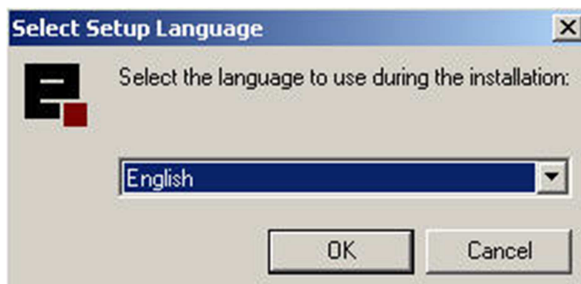 Select Setup Language
Select the language to use during the installation:
English
OK
Cancel